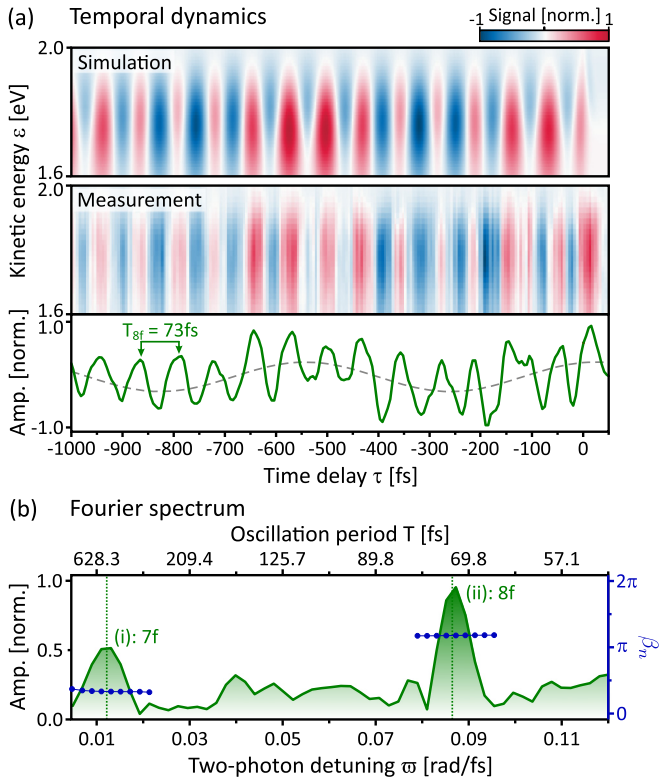 (a) Temporal dynamics
Signal [norm.]
-1 1
2.0
Simulation
1.6
Kinetic energy ε [eV]
2.0
Measurement
1.6
1.0
T8f = 73fs
Amp. [norm.]
-1.0
-1000 -900 -800 -700 -600 -500 -400 -300 -200 -100 0
Time delay τ [fs]
(b) Fourier spectrum
Oscillation period T [fs]
628.3 209.4 125.7 89.8 69.8 57.1
1.0 2π
(i): 7f
(ii): 8f
0.5 π
0.0 0
Amp. [norm.]
βn
0.01 0.03 0.05 0.07 0.09 0.11
Two-photon detuning ϖ [rad/fs]